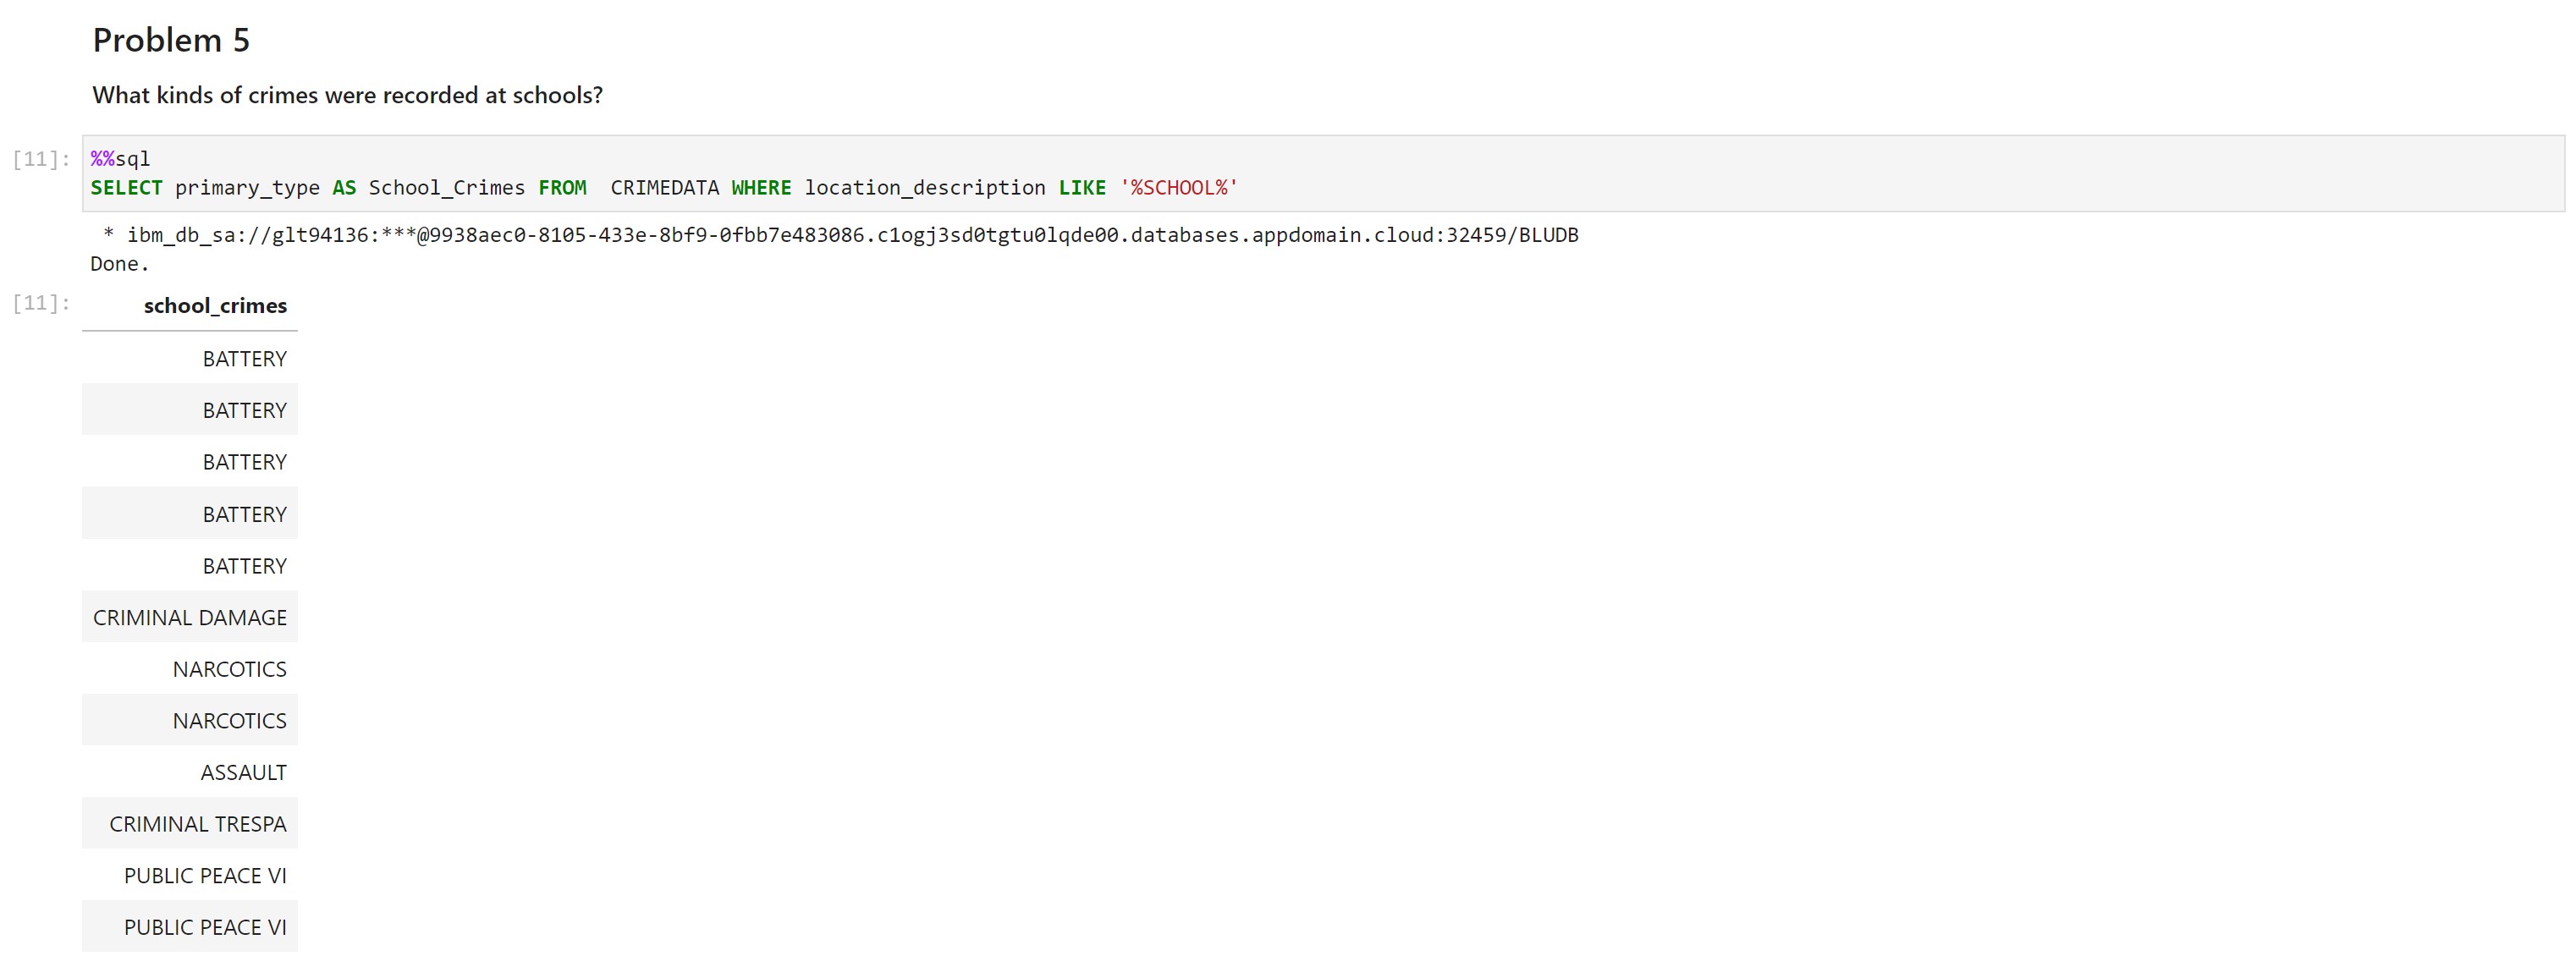 Problem 5
What kinds of crimes were recorded at schools?
[11]:
%%sql
SELECT primary_type AS School_Crimes FROM  CRIMEDATA WHERE location_description LIKE '%SCHOOL%'
* ibm_db_sa://glt94136:***@9938aec0-8105-433e-8bf9-0fbb7e483086.c1ogj3sd0tgtu0lqde00.databases.appdomain.cloud:32459/BLUDB
Done.
[11]:
school_crimes
BATTERY
BATTERY
BATTERY
BATTERY
BATTERY
CRIMINAL DAMAGE
NARCOTICS
NARCOTICS
ASSAULT
CRIMINAL TRESPA
PUBLIC PEACE VI
PUBLIC PEACE VI